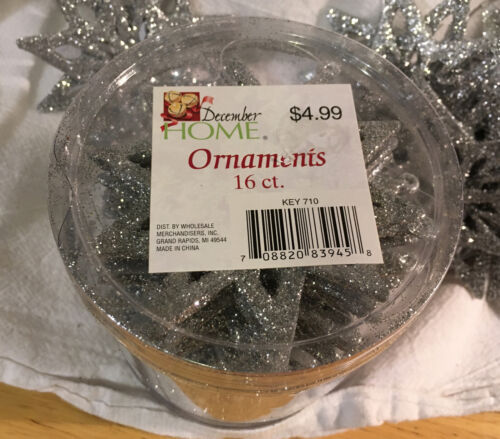 December
HOME®
$4.99
Ornaments
16 ct.
KEY 710
DIST. BY WHOLESALE
MERCHANDISERS, INC.
GRAND RAPIDS, MI 49544
MADE IN CHINA
7 08820 83945 8